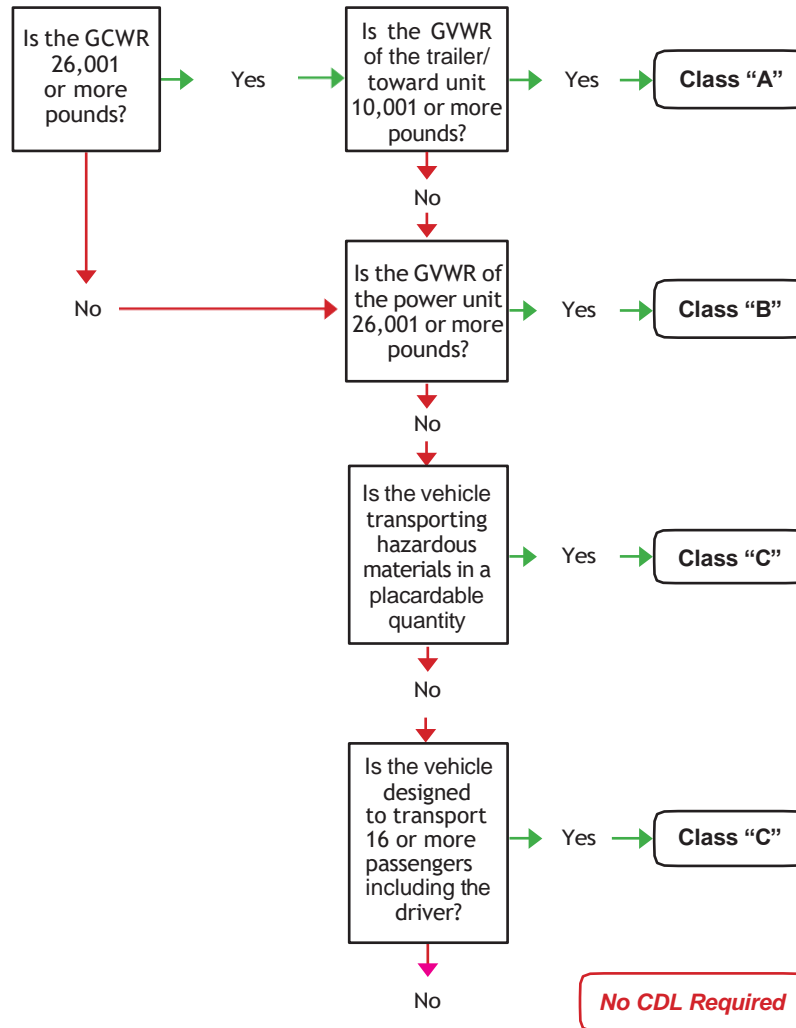 Is the GCWR
26,001
or more
pounds?
Yes
Is the GVWR
of the trailer/
toward unit
10,001 or more
pounds?
Yes
Class “A”
No
No
Is the GVWR of
the power unit
26,001 or more
pounds?
Yes
Class “B”
No
Is the vehicle
transporting
hazardous
materials in a
placardable
quantity
Yes
Class “C”
No
Is the vehicle
designed
to transport
16 or more
passengers
including the
driver?
Yes
Class “C”
No
No CDL Required